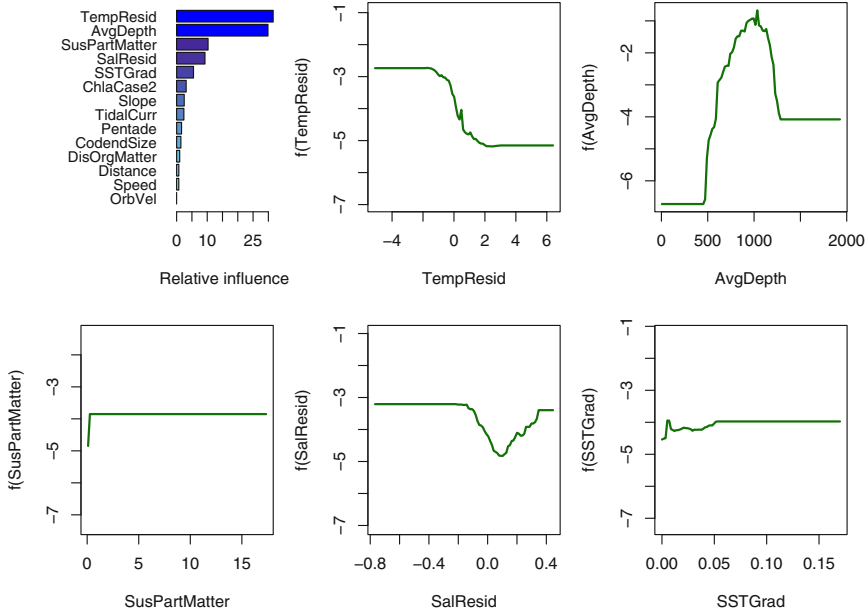 TempResid
AvgDepth
SusPartMatter
SalResid
SSTGrad
ChlaCase2
Slope
TidalCurr
Pentade
CodendSize
DisOrgMatter
Distance
Speed
OrbVel
0 10 25
Relative influence
f(TempResid)
−1
−3
−5
−7
−4 0 2 4 6
TempResid
f(AvgDepth)
−2
−4
−6
0 500 1000 2000
AvgDepth
f(SusPartMatter)
−3
−5
−7
0 5 10 15
SusPartMatter
f(SalResid)
−1
−3
−5
−7
−0.8 −0.4 0.0 0.4
SalResid
f(SSTGrad)
−1
−3
−5
−7
0.00 0.05 0.10 0.15
SSTGrad